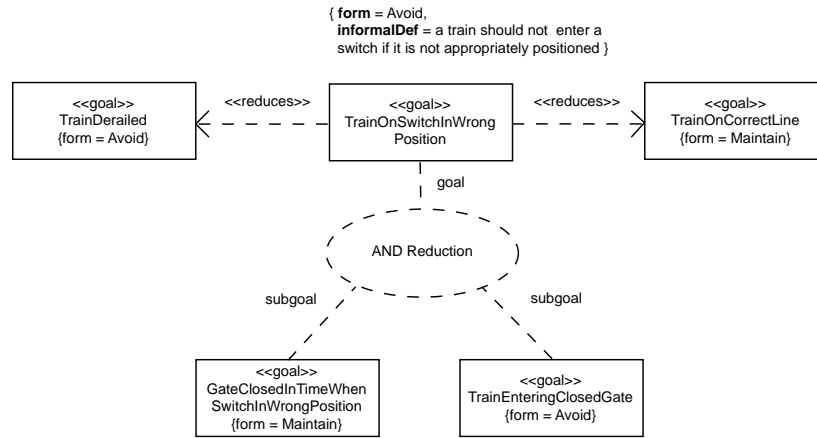 { form = Avoid,
informalDef = a train should not enter a
switch if it is not appropriately positioned }
<<goal>>
TrainDerailed
{form = Avoid}
<<reduces>>
<<goal>>
TrainOnSwitchInWrong
Position
<<reduces>>
<<goal>>
TrainOnCorrectLine
{form = Maintain}
goal
AND Reduction
subgoal
subgoal
<<goal>>
GateClosedInTimeWhen
SwitchInWrongPosition
{form = Maintain}
<<goal>>
TrainEnteringClosedGate
{form = Avoid}